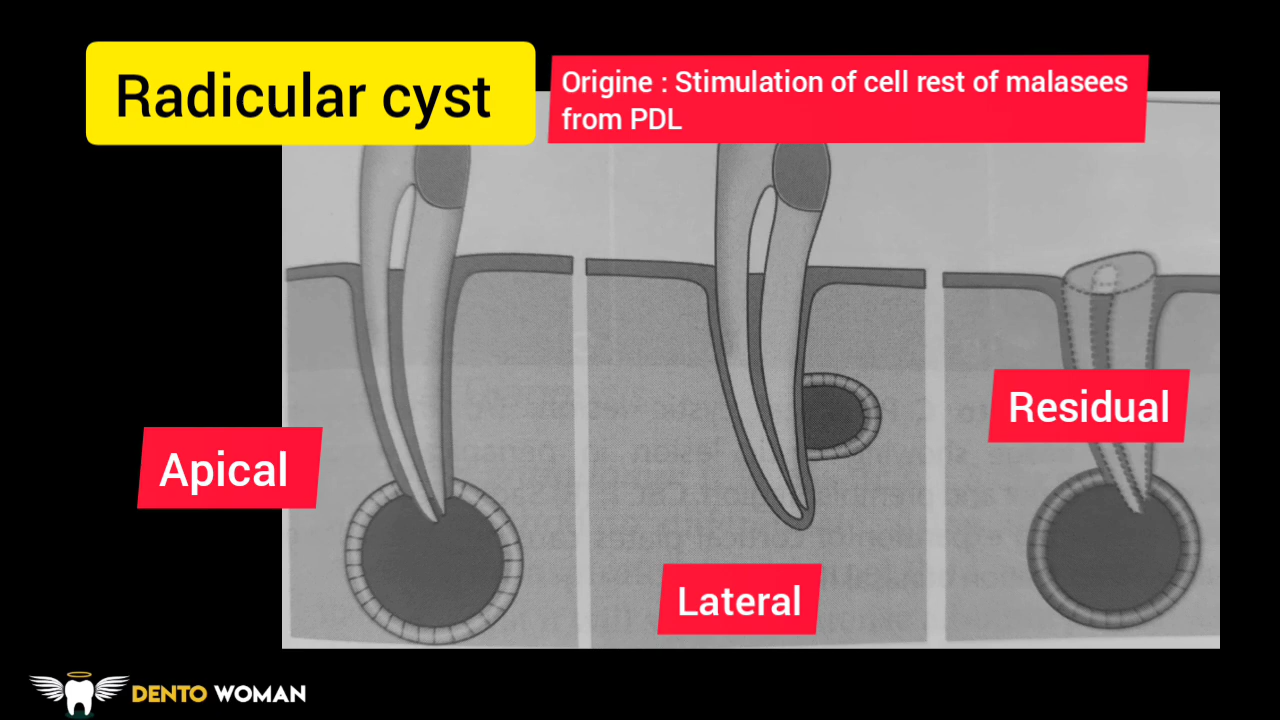 Radicular cyst
Origine : Stimulation of cell rest of malasees
from PDL
Apical
Lateral
Residual
DENTO WOMAN